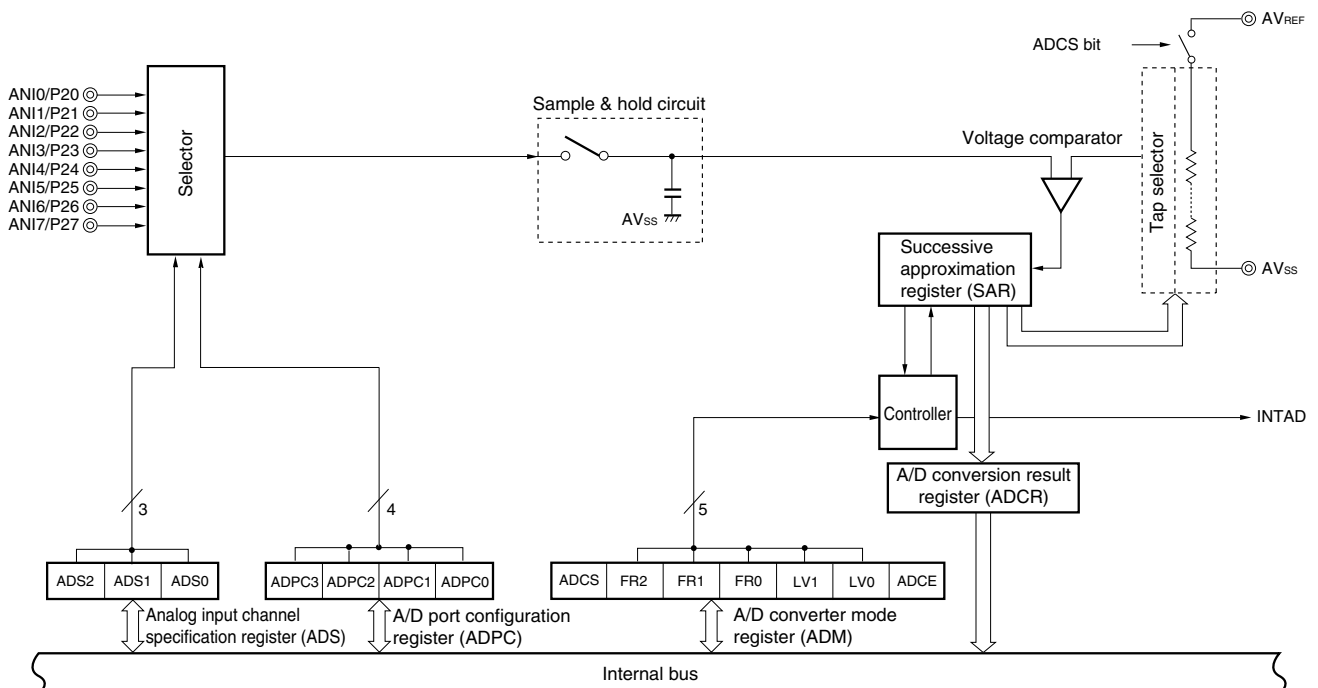 AVREF
ADCS bit
ANI0/P20
ANI1/P21
ANI2/P22
ANI3/P23
ANI4/P24
ANI5/P25
ANI6/P26
ANI7/P27
Selector
Sample & hold circuit
AVSS
Voltage comparator
Tap selector
AVSS
Successive
approximation
register (SAR)
Controller
INTAD
A/D conversion result
register (ADCR)
3
4
5
ADS2 ADS1 ADS0
ADPC3 ADPC2 ADPC1 ADPC0
ADCS FR2 FR1 FR0 LV1 LV0 ADCE
Analog input channel
specification register (ADS)
A/D port configuration
register (ADPC)
A/D converter mode
register (ADM)
Internal bus